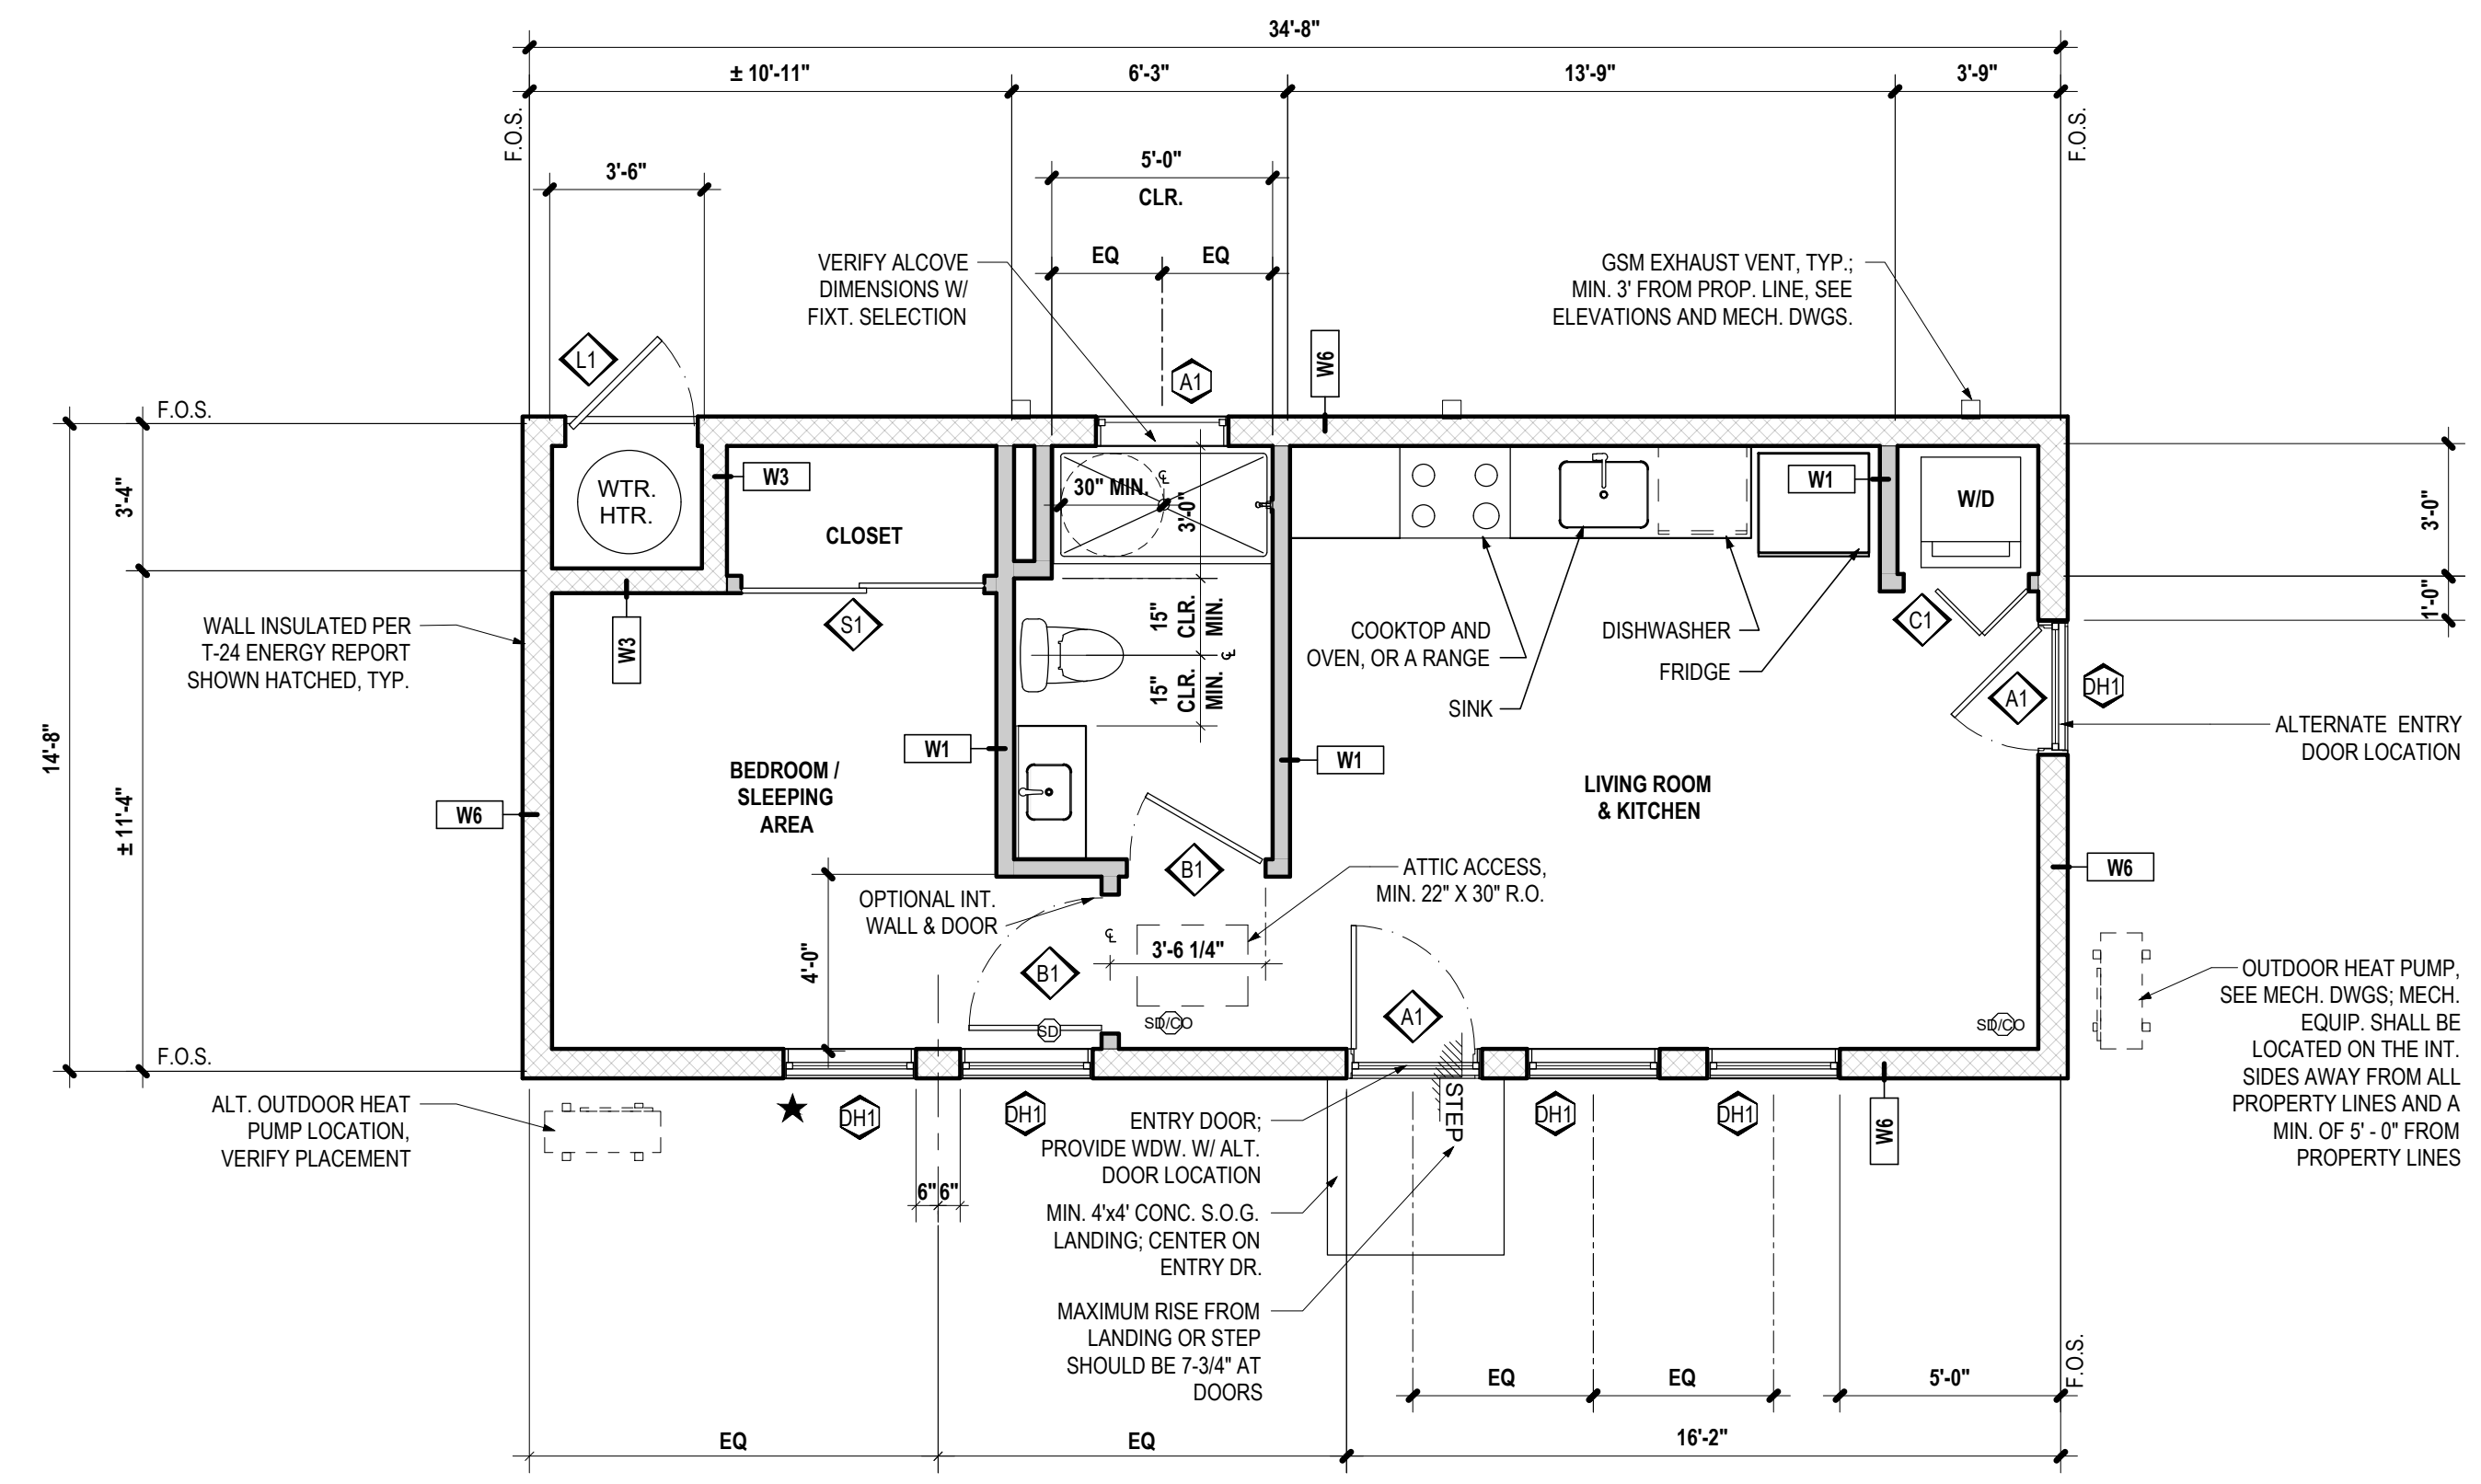 34'-8"
± 10'-11"
6'-3"
13'-9"
3'-9"
F.O.S.
F.O.S.
3'-6"
5'-0"
CLR.
EQ
EQ
VERIFY ALCOVE
DIMENSIONS W/
FIXT. SELECTION
GSM EXHAUST VENT, TYP.;
MIN. 3' FROM PROP. LINE, SEE
ELEVATIONS AND MECH. DWGS.
L1
A1
W6
F.O.S.
3'-4"
WTR.
HTR.
W3
CLOSET
30" MIN.
℄
3'-0"
W1
W/D
3'-0"
1'-0"
WALL INSULATED PER
T-24 ENERGY REPORT
SHOWN HATCHED, TYP.
W3
S1
15"
CLR.
MIN.
℄
15"
CLR.
MIN.
COOKTOP AND
OVEN, OR A RANGE
SINK
DISHWASHER
FRIDGE
C1
A1
DH1
ALTERNATE ENTRY
DOOR LOCATION
14'-8"
± 11'-4"
W6
BEDROOM /
SLEEPING
AREA
W1
W1
LIVING ROOM
& KITCHEN
B1
ATTIC ACCESS,
MIN. 22" X 30" R.O.
W6
OPTIONAL INT.
WALL & DOOR
4'-0"
℄
3'-6 1/4"
B1
SD
SD/CO
A1
SD/CO
OUTDOOR HEAT PUMP,
SEE MECH. DWGS; MECH.
EQUIP. SHALL BE
LOCATED ON THE INT.
SIDES AWAY FROM ALL
PROPERTY LINES AND A
MIN. OF 5' - 0" FROM
PROPERTY LINES
F.O.S.
ALT. OUTDOOR HEAT
PUMP LOCATION,
VERIFY PLACEMENT
DH1
DH1
STEP
DH1
DH1
W6
6"
6"
ENTRY DOOR;
PROVIDE WDW. W/ ALT.
DOOR LOCATION
MIN. 4'x4' CONC. S.O.G.
LANDING; CENTER ON
ENTRY DR.
MAXIMUM RISE FROM
LANDING OR STEP
SHOULD BE 7-3/4" AT
DOORS
EQ
EQ
5'-0"
F.O.S.
EQ
EQ
16'-2"